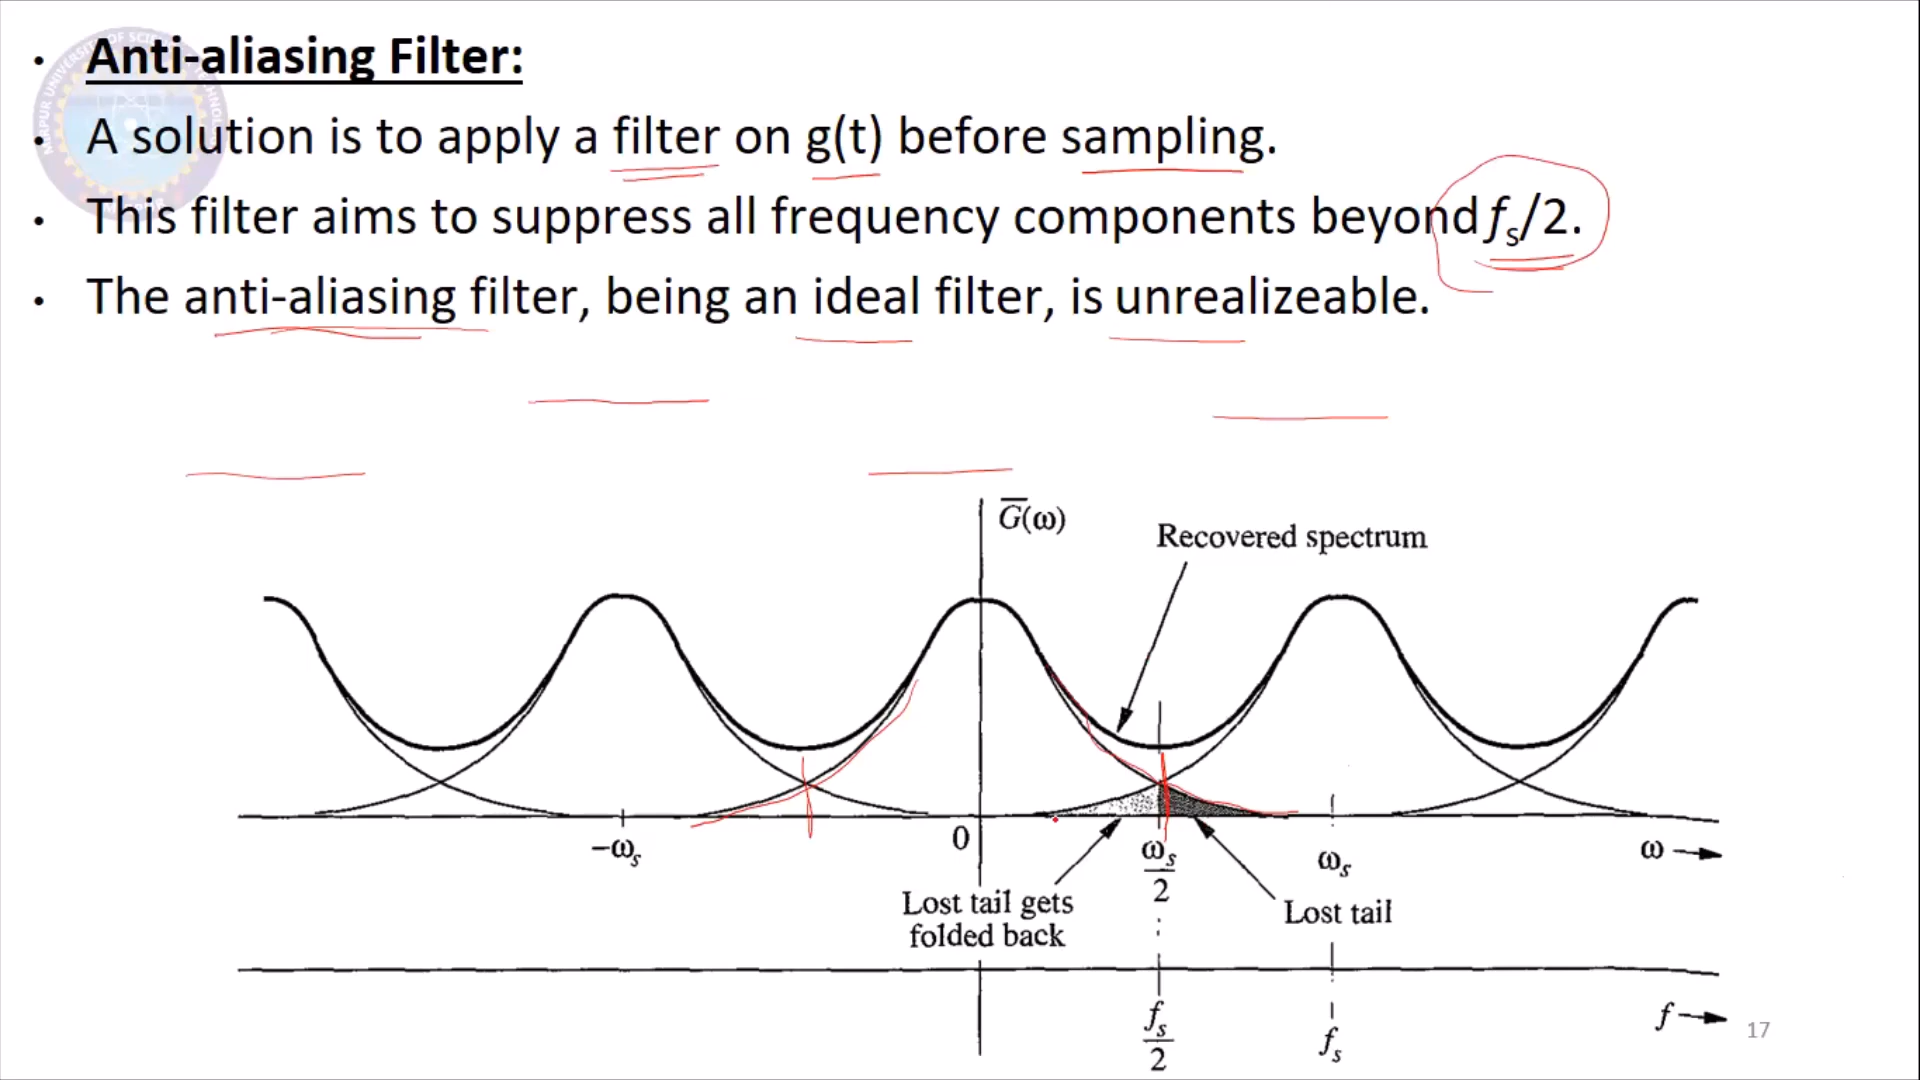 • Anti-aliasing Filter:
• A solution is to apply a filter on g(t) before sampling.
• This filter aims to suppress all frequency components beyond fs/2.
• The anti-aliasing filter, being an ideal filter, is unrealizeable.
G̅(ω)
Recovered spectrum
−ωs
0
ωs/2
ωs
ω
Lost tail gets
folded back
Lost tail
fs/2
fs
f
17